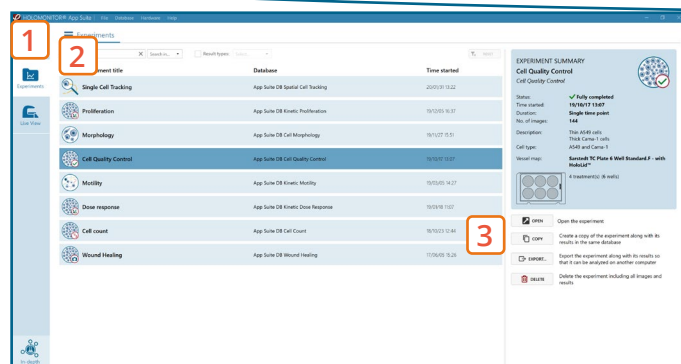 HOLOMONITOR® App Suite File Database Hardware Help
1
Experiments
2
X Search in...
Result types:
RESET
ment title Database Time started
Experiments
Live View
Single Cell Tracking App Suite DB Spatial Cell Tracking 20/03/31 13:22
Proliferation App Suite DB Kinetic Proliferation 19/12/05 16:37
Morphology App Suite DB Cell Morphology 19/11/27 15:51
Cell Quality Control App Suite DB Cell Quality Control 19/10/17 13:07
Motility App Suite DB Kinetic Motility 19/05/05 14:27
Dose response App Suite DB Kinetic Dose Response 19/01/18 11:07
Cell count App Suite DB Cell Count 18/10/23 12:44
Wound Healing App Suite DB Wound Healing 17/06/05 15:26
3
In-depth
EXPERIMENT SUMMARY
Cell Quality Control
Cell Quality Control
Status: Fully completed
Time started: 19/10/17 13:07
Duration: Single time point
No. of images: 144
Description: Thin A549 cells
Thick Cama-1 cells
Cell type: A549 and Cama-1
Vessel map: Sarstedt TC Plate 6 Well Standard.F - with
HoloLid™
4 treatment(s) (6 wells)
OPEN Open the experiment
COPY Create a copy of the experiment along with its
results in the same database
EXPORT... Export the experiment along with its results so
that it can be analyzed on another computer
DELETE Delete the experiment including all images and
results